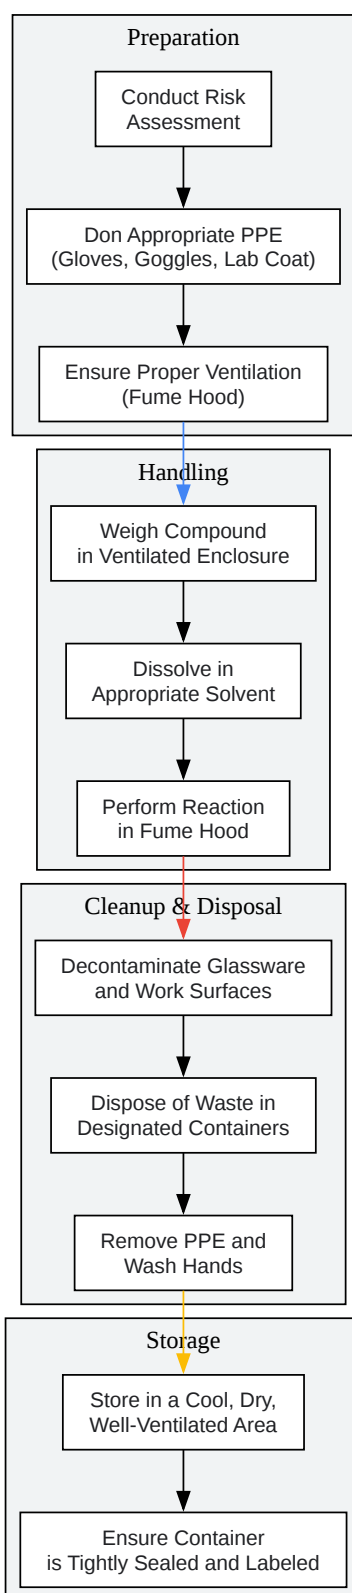 Preparation
Conduct Risk
Assessment
Don Appropriate PPE
(Gloves, Goggles, Lab Coat)
Ensure Proper Ventilation
(Fume Hood)
Handling
Weigh Compound
in Ventilated Enclosure
Dissolve in
Appropriate Solvent
Perform Reaction
in Fume Hood
Cleanup & Disposal
Decontaminate Glassware
and Work Surfaces
Dispose of Waste in
Designated Containers
Remove PPE and
Wash Hands
Storage
Store in a Cool, Dry,
Well-Ventilated Area
Ensure Container
is Tightly Sealed and Labeled